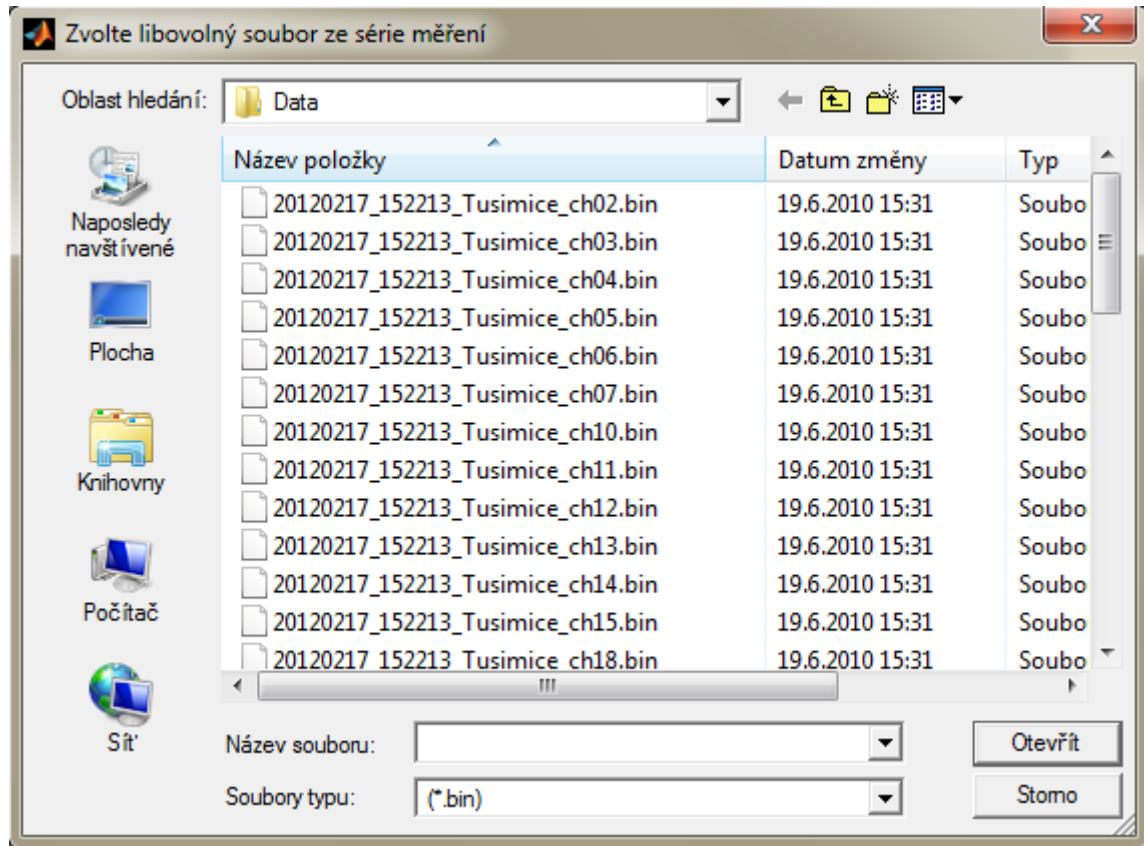 Zvolte libovolný soubor ze série měření
Oblast hledání: Data
Název položky Datum změny Typ
20120217_152213_Tusimice_ch02.bin 19.6.2010 15:31 Soubo
20120217_152213_Tusimice_ch03.bin 19.6.2010 15:31 Soubo
20120217_152213_Tusimice_ch04.bin 19.6.2010 15:31 Soubo
20120217_152213_Tusimice_ch05.bin 19.6.2010 15:31 Soubo
20120217_152213_Tusimice_ch06.bin 19.6.2010 15:31 Soubo
20120217_152213_Tusimice_ch07.bin 19.6.2010 15:31 Soubo
20120217_152213_Tusimice_ch10.bin 19.6.2010 15:31 Soubo
20120217_152213_Tusimice_ch11.bin 19.6.2010 15:31 Soubo
20120217_152213_Tusimice_ch12.bin 19.6.2010 15:31 Soubo
20120217_152213_Tusimice_ch13.bin 19.6.2010 15:31 Soubo
20120217_152213_Tusimice_ch14.bin 19.6.2010 15:31 Soubo
20120217_152213_Tusimice_ch15.bin 19.6.2010 15:31 Soubo
20120217_152213_Tusimice_ch18.bin 19.6.2010 15:31 Soubo
Naposledy
navštívené
Plocha
Knihovny
Počítač
Síť
Název souboru: Otevřít
Soubory typu: (*.bin) Storno